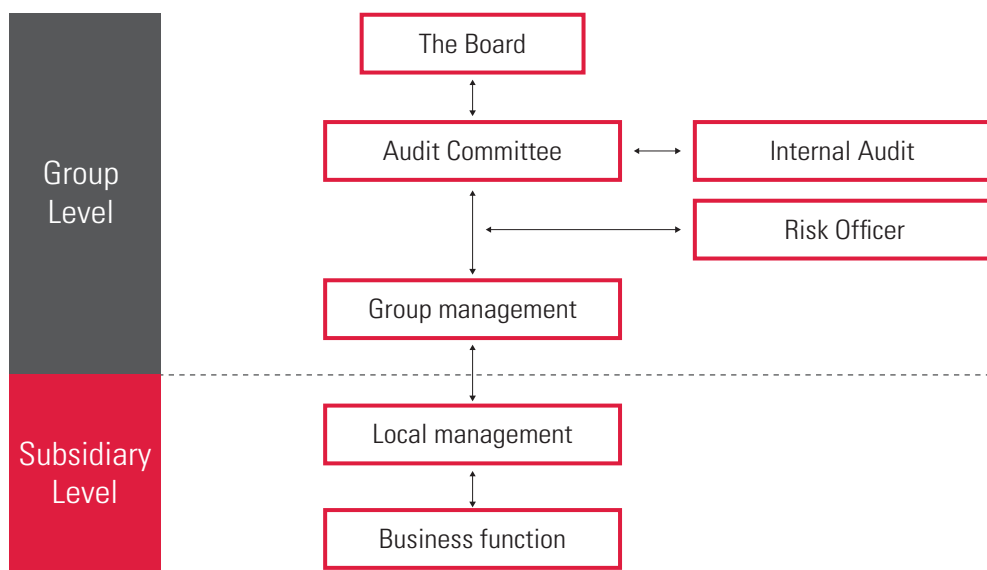 The Board
Audit Committee
Internal Audit
Group
Level
Risk Officer
Group management
Local management
Subsidiary
Level
Business function